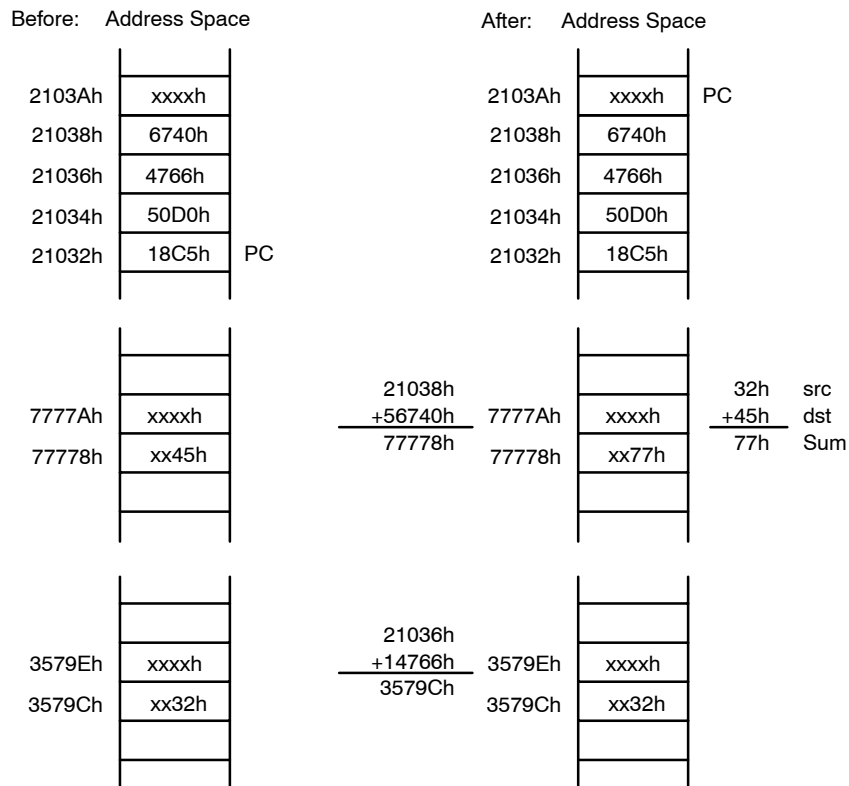 Before: Address Space After: Address Space
2103Ah xxxxh 2103Ah xxxxh PC
21038h 6740h 21038h 6740h
21036h 4766h 21036h 4766h
21034h 50D0h 21034h 50D0h
21032h 18C5h PC 21032h 18C5h
21038h 32h src
7777Ah xxxxh +56740h 7777Ah xxxxh +45h dst
77778h xx45h 77778h 77778h xx77h 77h Sum
21036h
3579Eh xxxxh +14766h 3579Eh xxxxh
3579Ch xx32h 3579Ch 3579Ch xx32h